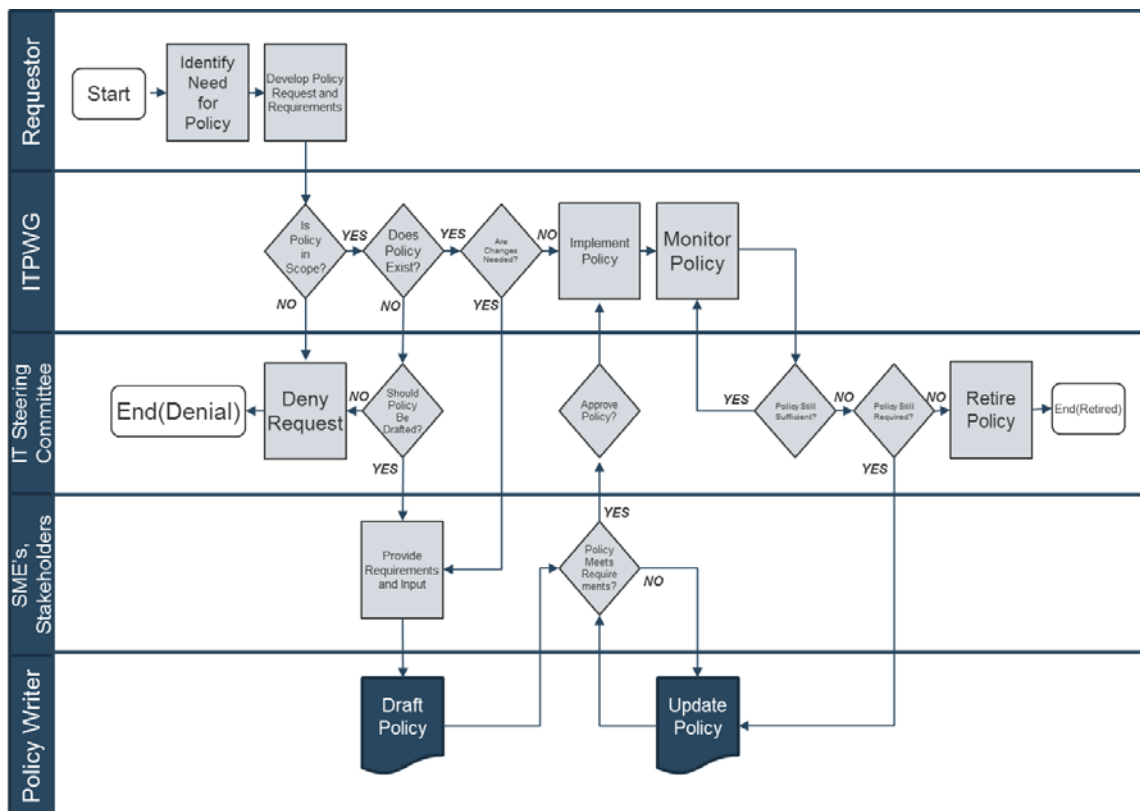 Requestor
Start
Identify
Need
for
Policy
Develop Policy
Request and
Requirements
ITPWG
Is
Policy
in
Scope?
YES
NO
Does
Policy
Exist?
YES
NO
Are
Changes
Needed?
NO
YES
Implement
Policy
Monitor
Policy
IT Steering
Committee
End(Denial)
Deny
Request
NO
Should
Policy
Be
Drafted?
YES
Approve
Policy?
YES
Policy Still
Sufficient?
NO
Policy Still
Required?
NO
YES
Retire
Policy
End(Retired)
SME's,
Stakeholders
Provide
Requirements
and Input
YES
Policy
Meets
Require
ments?
NO
Policy Writer
Draft
Policy
Update
Policy